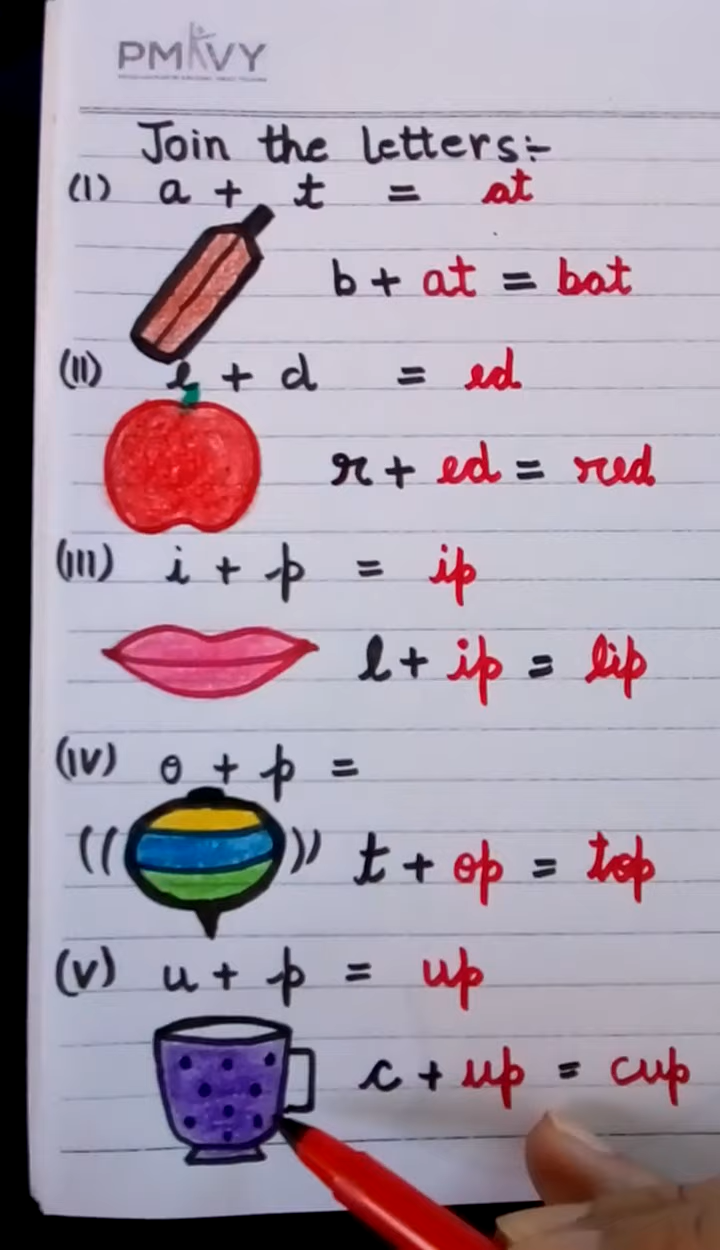 PMKVY
Join the letters:-
(I) a + t = at
b + at = bat
(II) e + d = ed
r + ed = red
(III) i + p = ip
l + ip = lip
(IV) o + p =
t + op = top
(V) u + p = up
c + up = cup